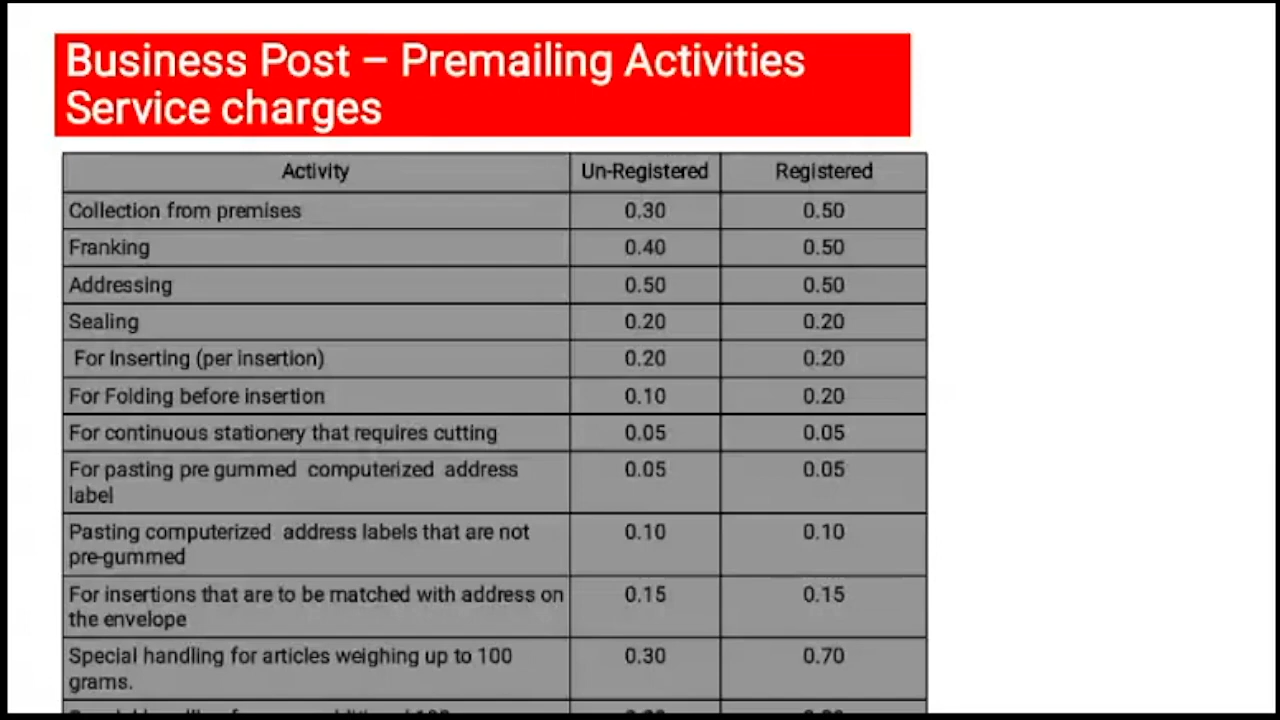 Business Post – Premailing Activities
Service charges
Activity Un-Registered Registered
Collection from premises 0.30 0.50
Franking 0.40 0.50
Addressing 0.50 0.50
Sealing 0.20 0.20
For Inserting (per insertion) 0.20 0.20
For Folding before insertion 0.10 0.20
For continuous stationery that requires cutting 0.05 0.05
For pasting pre gummed computerized address 0.05 0.05
label
Pasting computerized address labels that are not 0.10 0.10
pre-gummed
For insertions that are to be matched with address on 0.15 0.15
the envelope
Special handling for articles weighing up to 100 0.30 0.70
grams.